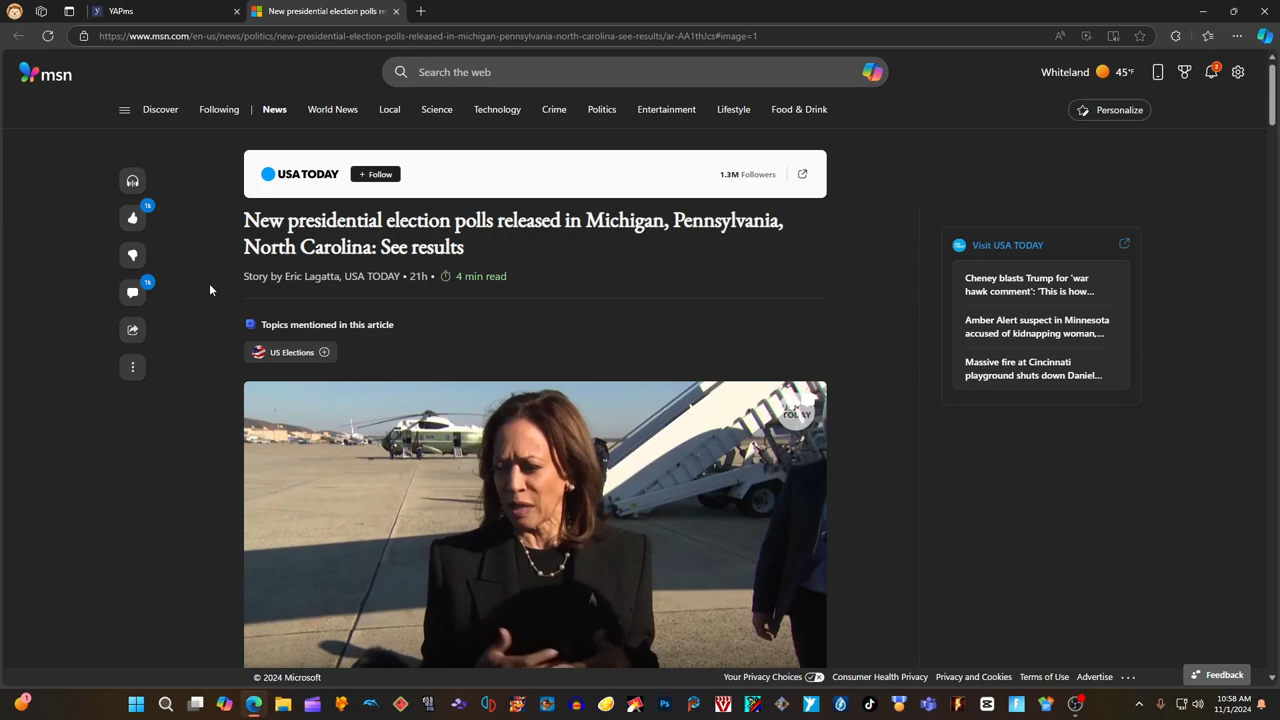 YAPms
New presidential election polls re
https://www.msn.com/en-us/news/politics/new-presidential-election-polls-released-in-michigan-pennsylvania-north-carolina-see-results/ar-AA1thJcs#image=1
msn
Search the web
Whiteland 45°F
2
Discover Following News World News Local Science Technology Crime Politics Entertainment Lifestyle Food & Drink
Personalize
USA TODAY + Follow 1.3M Followers
1k
New presidential election polls released in Michigan, Pennsylvania,
North Carolina: See results
Story by Eric Lagatta, USA TODAY • 21h • 4 min read
1k
Topics mentioned in this article
US Elections
Visit USA TODAY
Cheney blasts Trump for 'war
hawk comment': 'This is how...
Amber Alert suspect in Minnesota
accused of kidnapping woman,...
Massive fire at Cincinnati
playground shuts down Daniel...
TODAY
© 2024 Microsoft
Your Privacy Choices Consumer Health Privacy Privacy and Cookies Terms of Use Advertise ...
Feedback
1
10:58 AM
11/1/2024